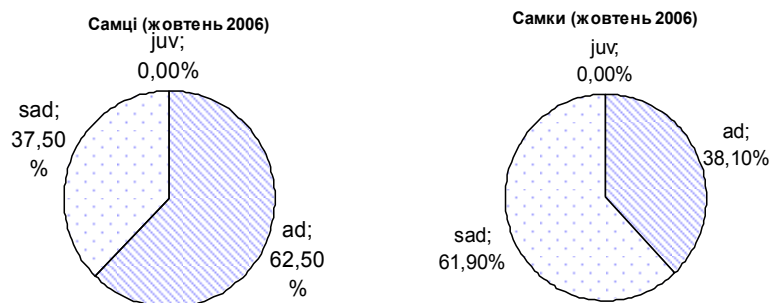 Самці (жовтень 2006)
juv;
0,00%
sad;
37,50
%
ad;
62,50
%
Самки (жовтень 2006)
juv;
0,00%
ad;
38,10%
sad;
61,90%